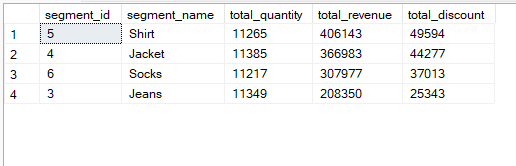 segment_id segment_name total_quantity total_revenue total_discount
1 5 Shirt 11265 406143 49594
2 4 Jacket 11385 366983 44277
3 6 Socks 11217 307977 37013
4 3 Jeans 11349 208350 25343